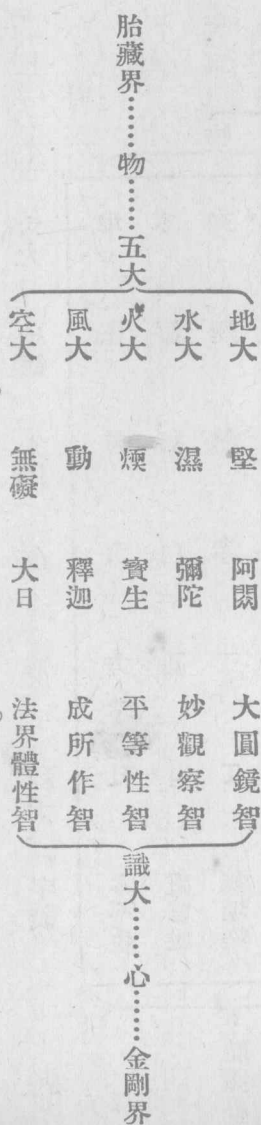 胎藏界……物……五大
地大 堅 阿閦 大圓鏡智
水大 濕 彌陀 妙觀察智
火大 煖 寶生 平等性智
風大 動 釋迦 成所作智
空大 無礙 大日 法界體性智
識大……心……金剛界